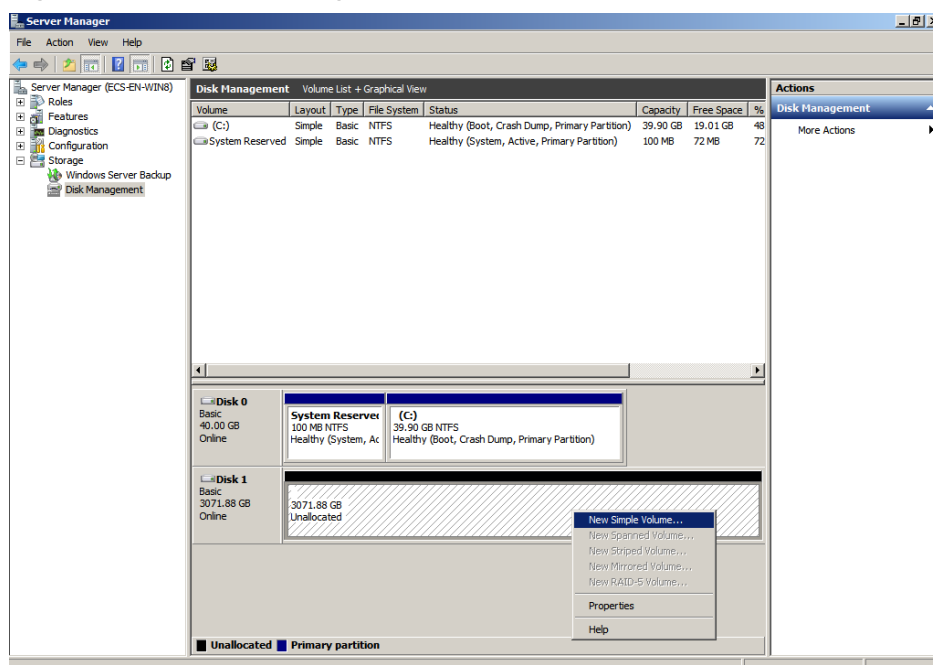 Server Manager
File Action View Help
Server Manager (ECS-EN-WIN8)
Roles
Features
Diagnostics
Configuration
Storage
Windows Server Backup
Disk Management
Disk Management Volume List + Graphical View
Volume Layout Type File System Status Capacity Free Space %
(C:) Simple Basic NTFS Healthy (Boot, Crash Dump, Primary Partition) 39.90 GB 19.01 GB 48
System Reserved Simple Basic NTFS Healthy (System, Active, Primary Partition) 100 MB 72 MB 72
Actions
Disk Management
More Actions
Disk 0
Basic
40.00 GB
Online
System Reserve
100 MB NTFS
Healthy (System, Ac
(C:)
39.90 GB NTFS
Healthy (Boot, Crash Dump, Primary Partition)
Disk 1
Basic
3071.88 GB
Online
3071.88 GB
Unallocated
New Simple Volume...
New Spanned Volume...
New Striped Volume...
New Mirrored Volume...
New RAID-5 Volume...
Properties
Help
Unallocated Primary partition